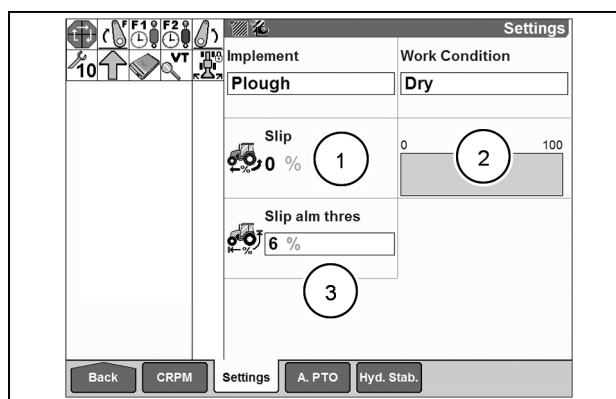 F F1 F2 Settings
10 VT
Implement Work Condition
Plough Dry
Slip
0 % 1
0 2 100
Slip alm thres
6 %
3
Back CRPM Settings A. PTO Hyd. Stab.